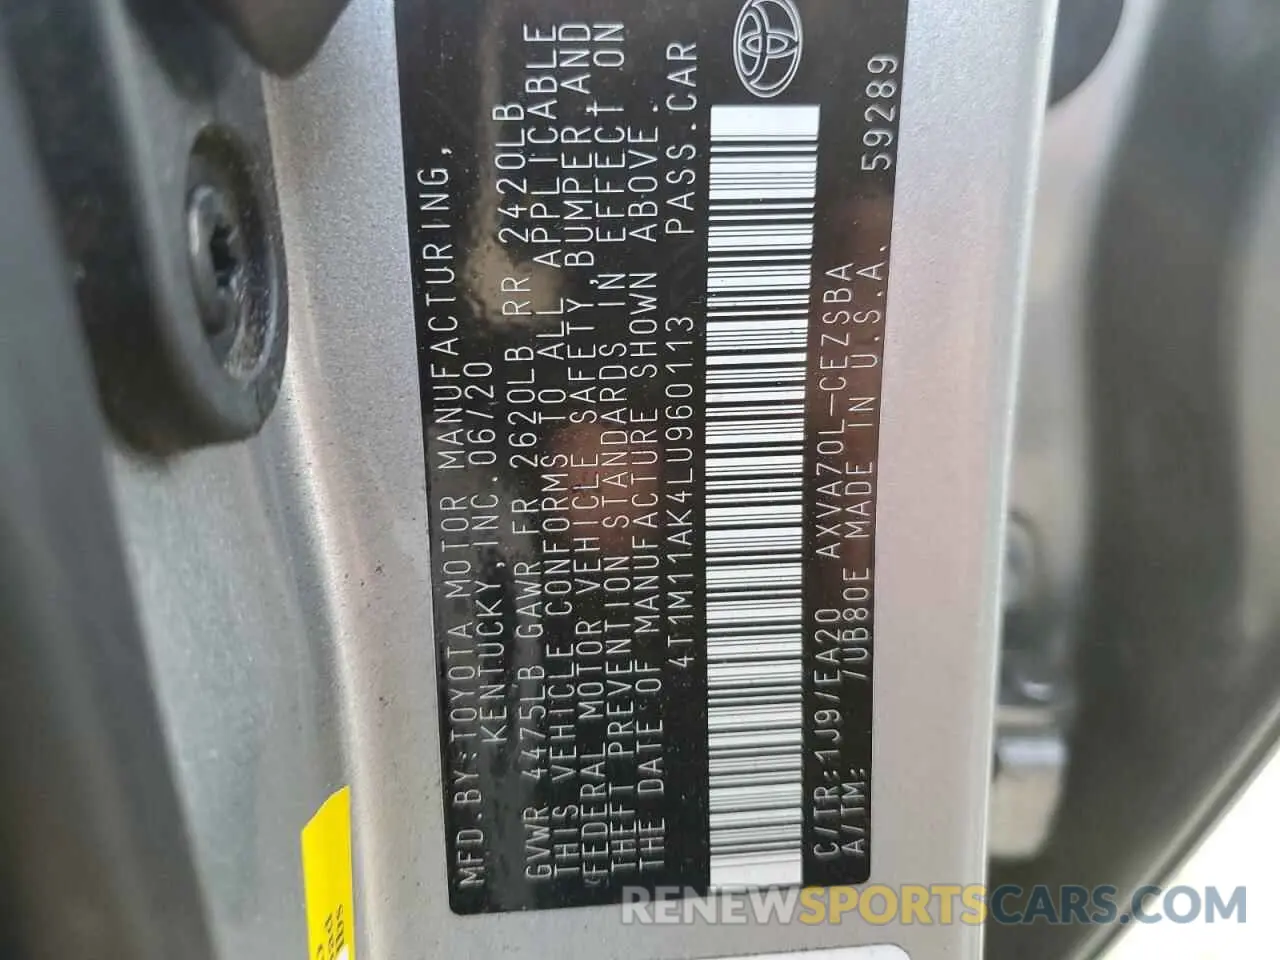 MFD.BY:TOYOTA MOTOR MANUFACTURING,
KENTUCKY,INC. 06/20
GVWR 4475LB GAWR FR 2620LB RR 2420LB
THIS VEHICLE CONFORMS TO ALL APPLICABLE
FEDERAL MOTOR VEHICLE SAFETY,BUMPER,AND
THEFT PREVENTION STANDARDS IN EFFECT ON
THE DATE OF MANUFACTURE SHOWN ABOVE.
4T1M11AK4LU960113 PASS.CAR
C/TR:1J9/EA20 AXVA70L-CEZSBA
A/TM: /UB80E MADE IN U.S.A. 59289
RENEWSPORTSCARS.COM